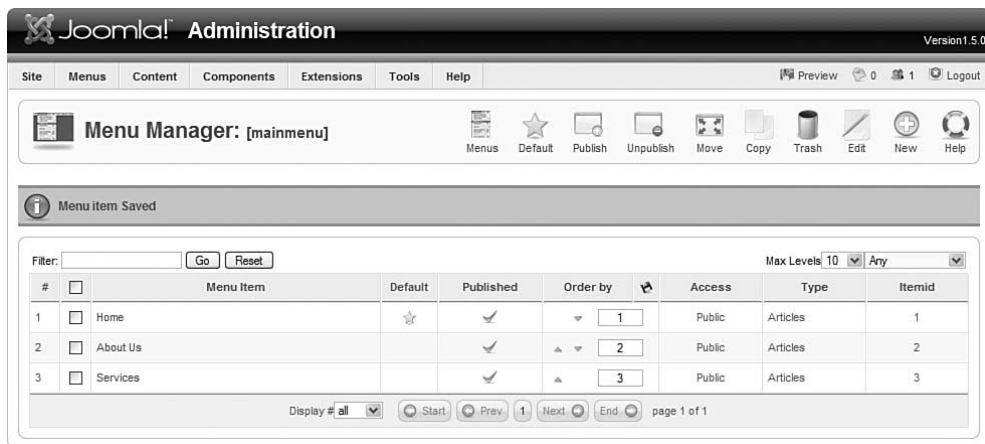 Joomla! Administration
Version1.5.0
Site Menus Content Components Extensions Tools Help Preview 0 1 Logout
Menu Manager: [mainmenu]
Menus Default Publish Unpublish Move Copy Trash Edit New Help
Menu item Saved
Filter: Go Reset Max Levels 10 Any
# Menu Item Default Published Order by Access Type Itemid
1 Home 1 Public Articles 1
2 About Us 2 Public Articles 2
3 Services 3 Public Articles 3
Display # all Start Prev 1 Next End page 1 of 1